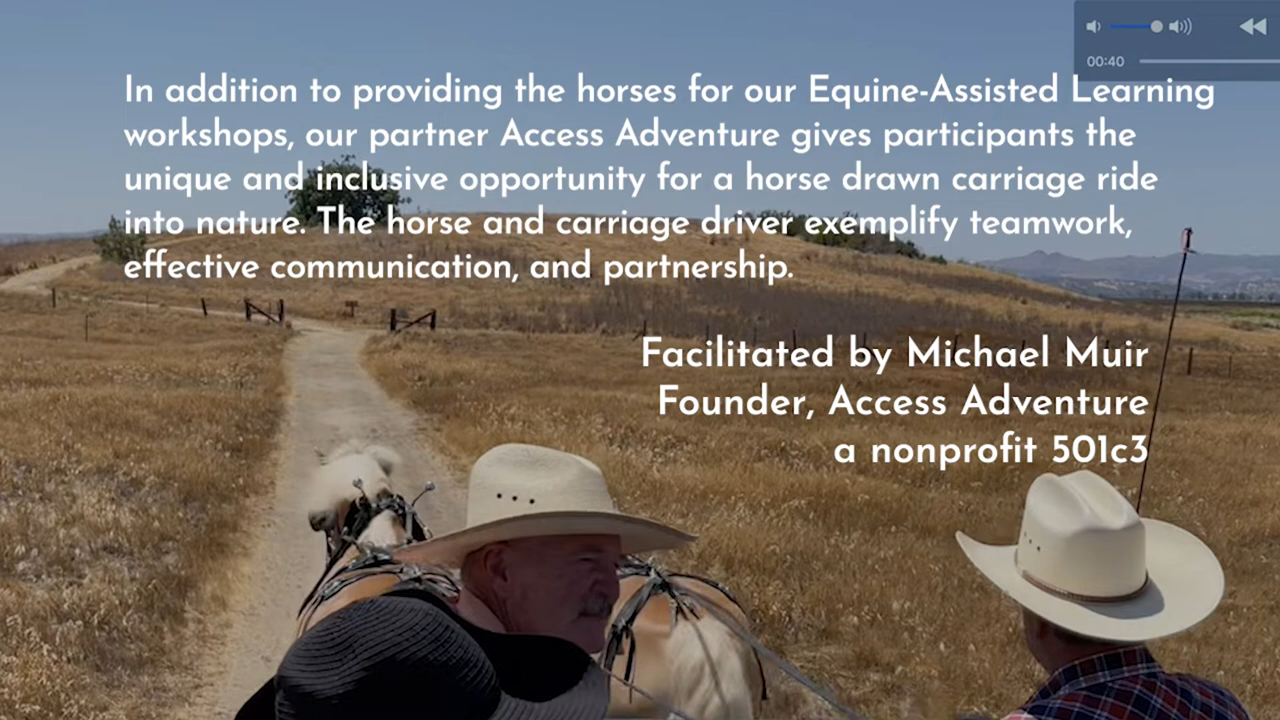 00:40
In addition to providing the horses for our Equine-Assisted Learning
workshops, our partner Access Adventure gives participants the
unique and inclusive opportunity for a horse drawn carriage ride
into nature. The horse and carriage driver exemplify teamwork,
effective communication, and partnership.
Facilitated by Michael Muir
Founder, Access Adventure
a nonprofit 501c3